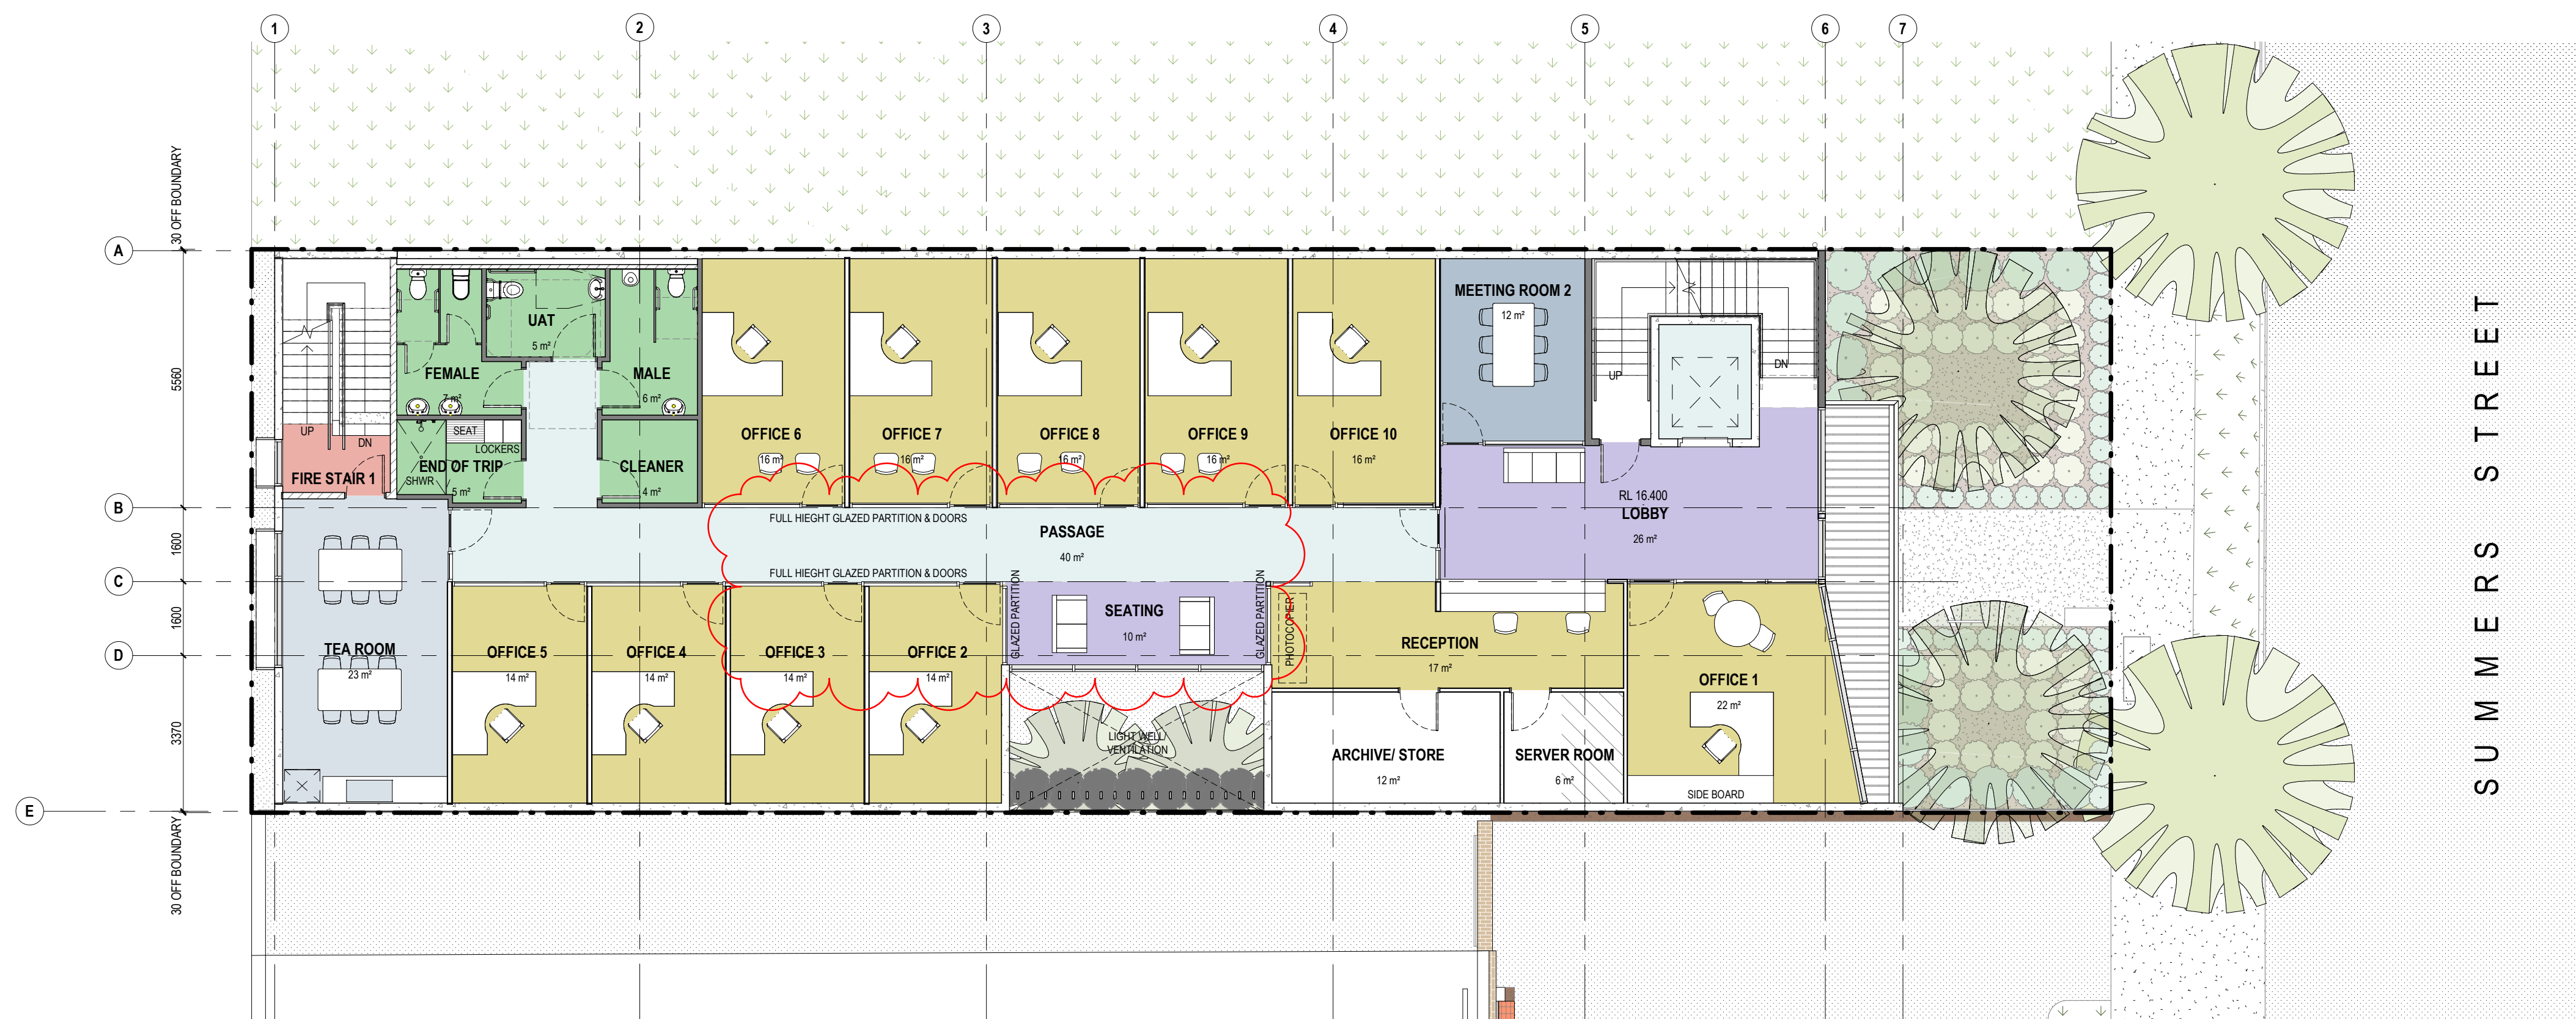 1
2
3
4
5
6
7
A
B
C
D
E
30 OFF BOUNDARY
5560
1600
1600
3370
30 OFF BOUNDARY
UAT
5 m²
FEMALE
7 m²
MALE
6 m²
UP
DN
FIRE STAIR 1
SEAT
LOCKERS
END OF TRIP
SHWR
5 m²
CLEANER
4 m²
OFFICE 6
16 m²
OFFICE 7
16 m²
OFFICE 8
16 m²
OFFICE 9
16 m²
OFFICE 10
16 m²
MEETING ROOM 2
12 m²
UP
DN
RL 16.400
LOBBY
26 m²
FULL HIEGHT GLAZED PARTITION & DOORS
PASSAGE
40 m²
FULL HIEGHT GLAZED PARTITION & DOORS
TEA ROOM
23 m²
OFFICE 5
14 m²
OFFICE 4
14 m²
OFFICE 3
14 m²
OFFICE 2
14 m²
GLAZED PARTITION
SEATING
10 m²
GLAZED PARTITION
PHOTOCOPIER
RECEPTION
17 m²
OFFICE 1
22 m²
SIDE BOARD
LIGHT WELL/
VENTILATION
ARCHIVE/ STORE
12 m²
SERVER ROOM
6 m²
SUMMERS STREET